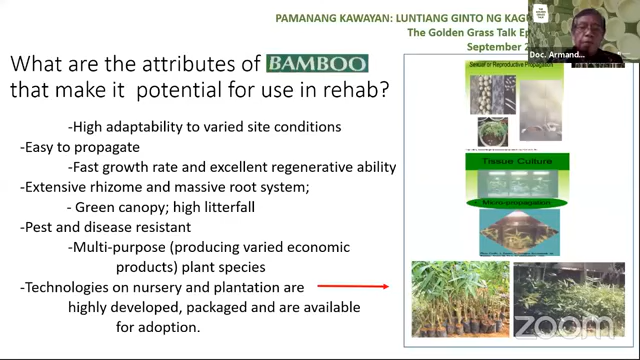 PAMANANG KAWAYAN: LUNTIANG GINTO NG KAGU
The Golden Grass Talk Ep
September 2
Doc. Armand...
What are the attributes of BAMBOO
that make it potential for use in rehab?
-High adaptability to varied site conditions
-Easy to propagate
-Fast growth rate and excellent regenerative ability
-Extensive rhizome and massive root system;
- Green canopy; high litterfall
-Pest and disease resistant
-Multi-purpose (producing varied economic
products) plant species
-Technologies on nursery and plantation are
highly developed, packaged and are available
for adoption.
Sexual or Reproductive Propagation
Tissue Culture
Micro-propagation
zoom